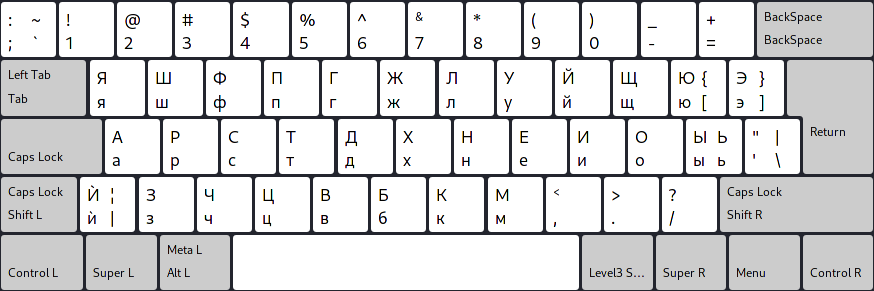 : ~ ! @ # $ % ^ & * ( ) _ + BackSpace
; ` 1 2 3 4 5 6 7 8 9 0 - = BackSpace
Left Tab Я Ш Ф П Г Ж Л У Й Щ Ю { Э }
Tab я ш ф п г ж л у й щ ю [ э ]
А Р С Т Д Х Н Е И О Ы Ь " | Return
Caps Lock а р с т д х н е и о ы ь ' \
Caps Lock Ѝ ¦ З Ч Ц В Б К М < > ? Caps Lock
Shift L ѝ | з ч ц в б к м , . / Shift R
Meta L
Control L Super L Alt L Level3 S... Super R Menu Control R